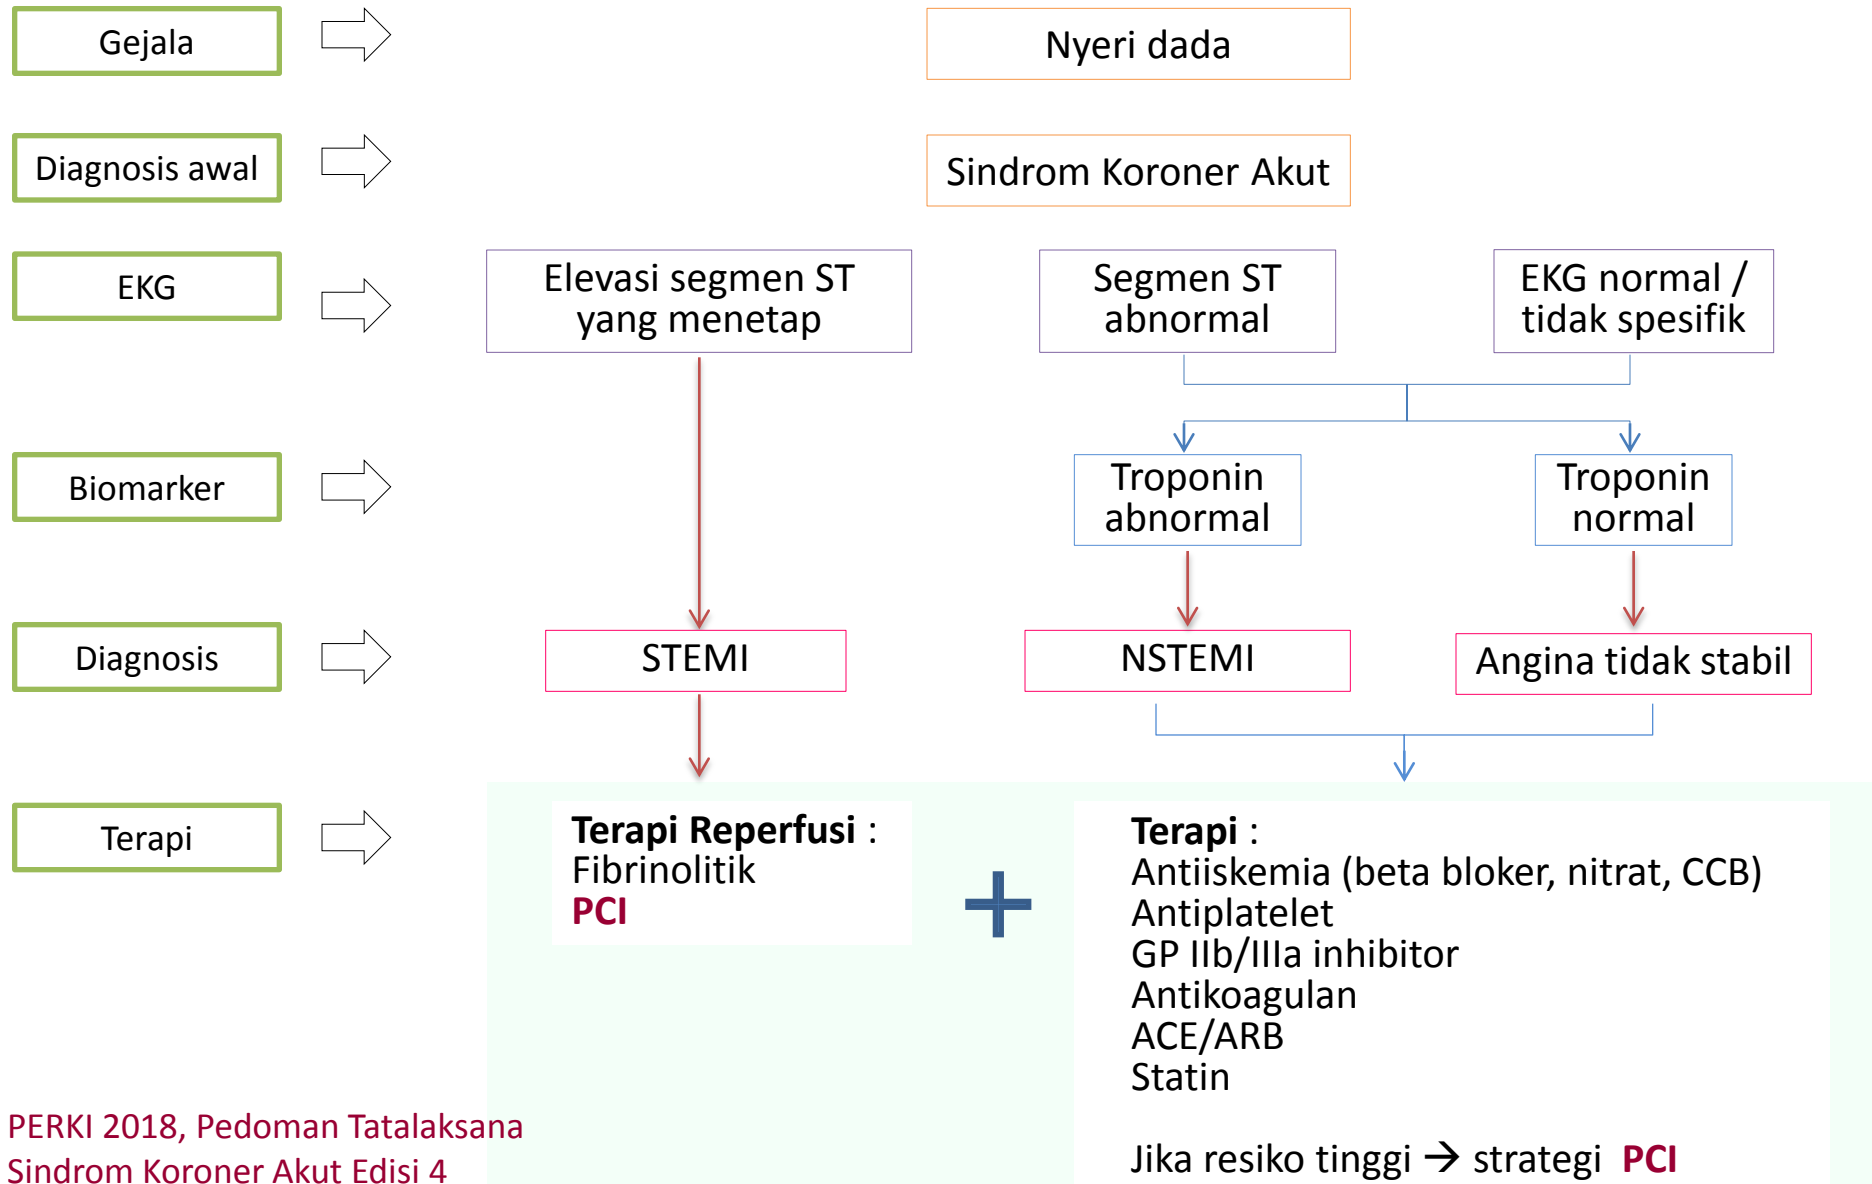 Gejala
Nyeri dada
Diagnosis awal
Sindrom Koroner Akut
EKG
Elevasi segmen ST
yang menetap
Segmen ST
abnormal
EKG normal /
tidak spesifik
Biomarker
Troponin
abnormal
Troponin
normal
Diagnosis
STEMI
NSTEMI
Angina tidak stabil
Terapi
Terapi Reperfusi :
Fibrinolitik
PCI
Terapi :
Antiiskemia (beta bloker, nitrat, CCB)
Antiplatelet
GP IIb/IIIa inhibitor
Antikoagulan
ACE/ARB
Statin
Jika resiko tinggi → strategi PCI
PERKI 2018, Pedoman Tatalaksana
Sindrom Koroner Akut Edisi 4